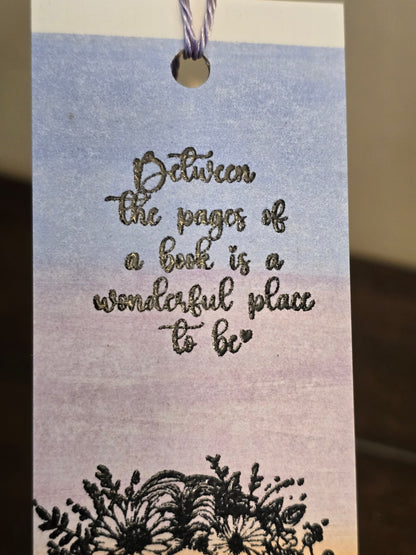 Between
the pages of
a book is a
wonderful place
to be♥